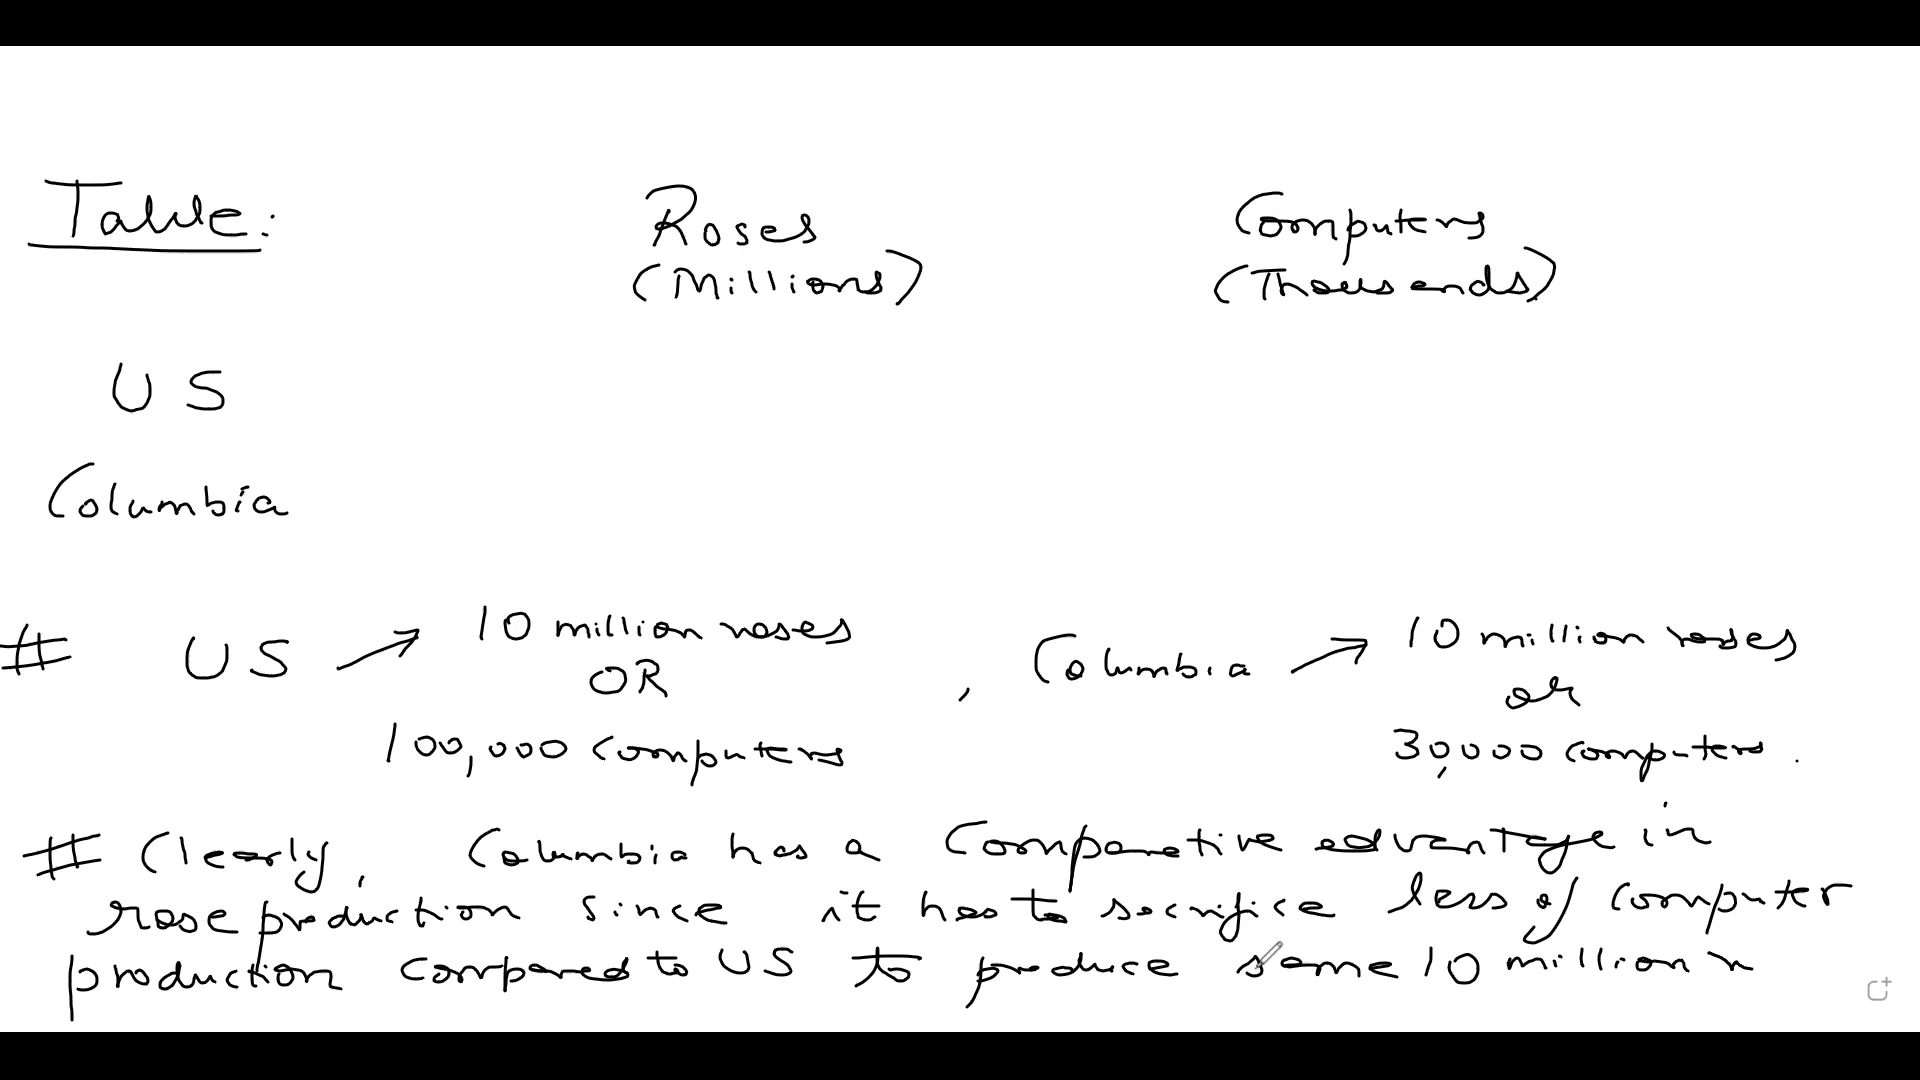 Table: Roses Computers
(Millions) (Thousands)
US
Columbia
# US → 10 million roses OR 100,000 computers , Columbia → 10 million roses or 30,000 computers .
# Clearly, Columbia has a Comparative advantage in
rose production since it has to sacrifice less of computer
production compared to US to produce same 10 million r